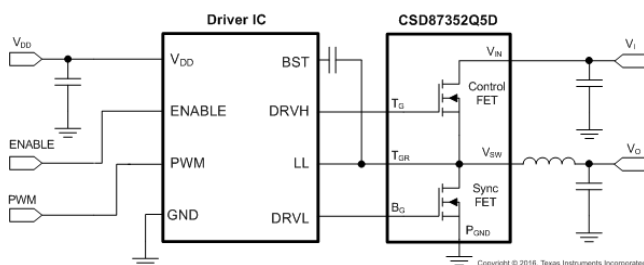 Driver IC
CSD87352Q5D
VDD
VDD
BST
VIN
VI
Control
FET
ENABLE
DRVH
TG
ENABLE
PWM
LL
TGR
VSW
VO
PWM
Sync
FET
GND
DRVL
BG
PGND
Copyright © 2016, Texas Instruments Incorporated